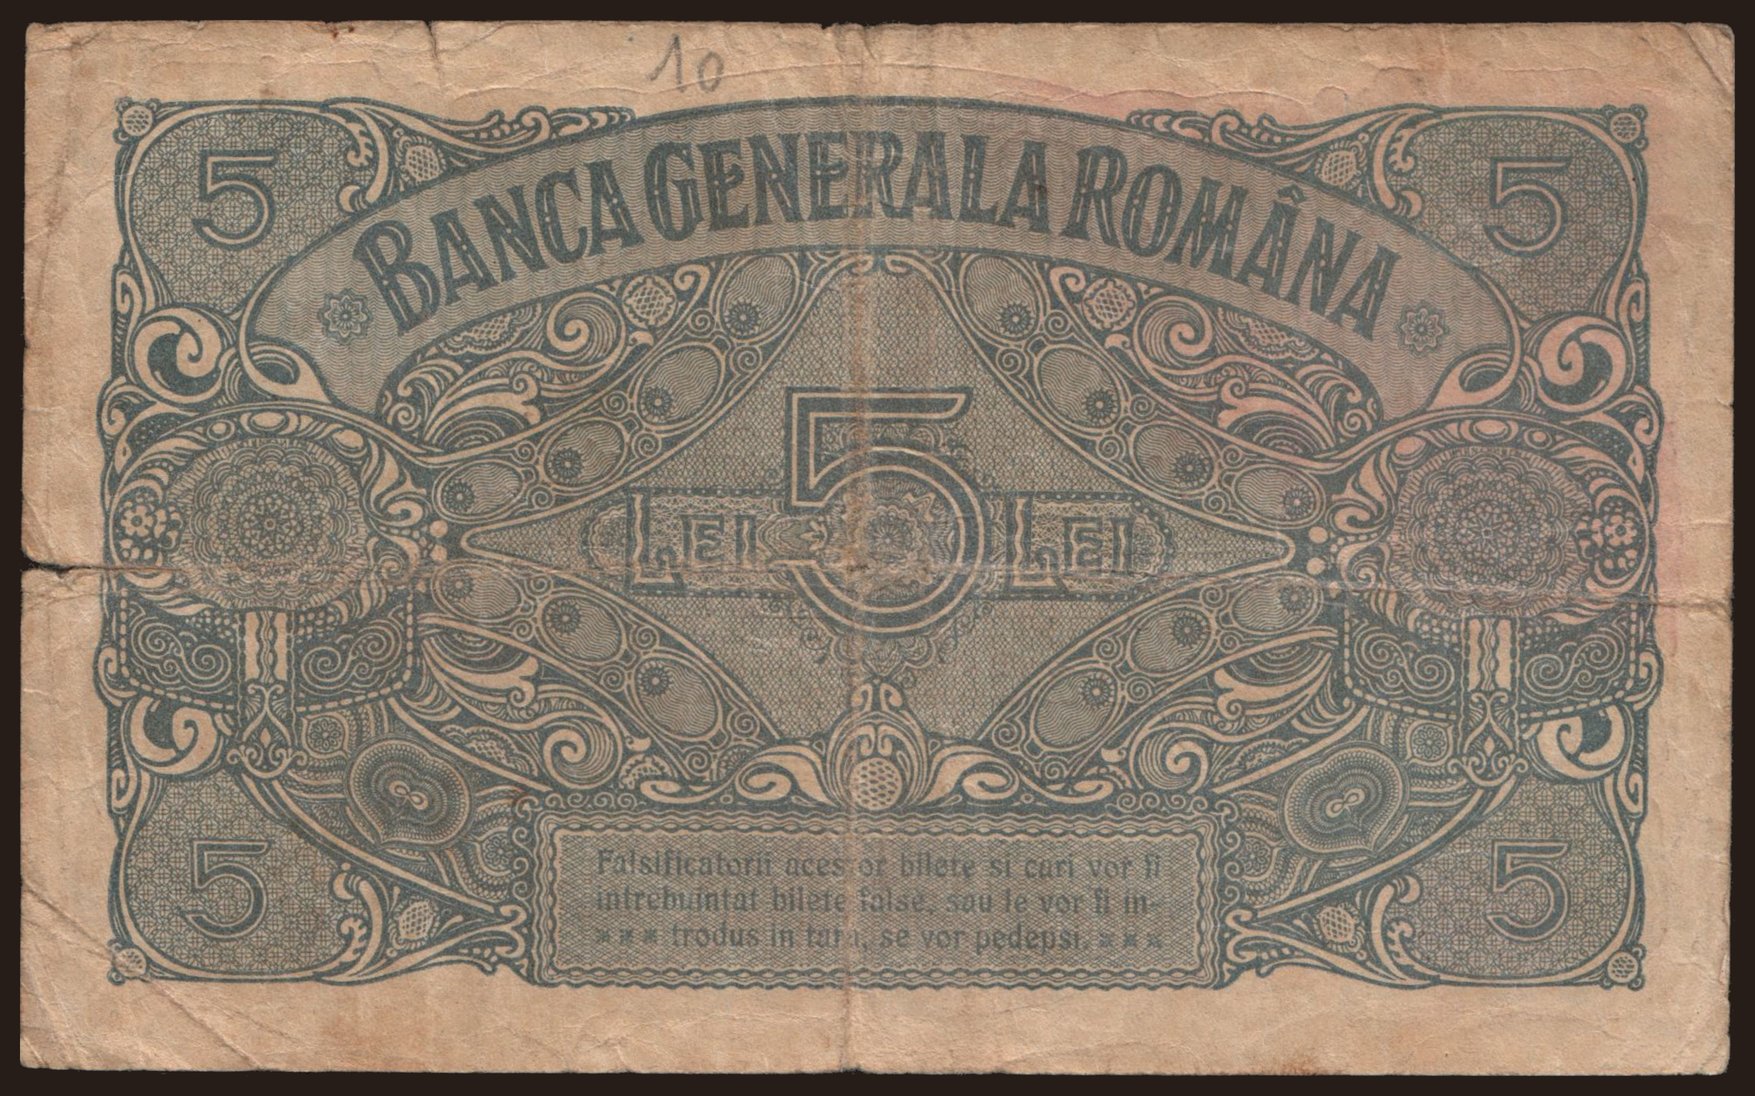 10
5 BANCA GENERALA ROMÂNA 5
LEI 5 LEI
5 5
Falsificatorii acestor bilete si cari vor fi
intrebuintat bilete false, sau le vor fi in-
trodus in tara, se vor pedepsi.